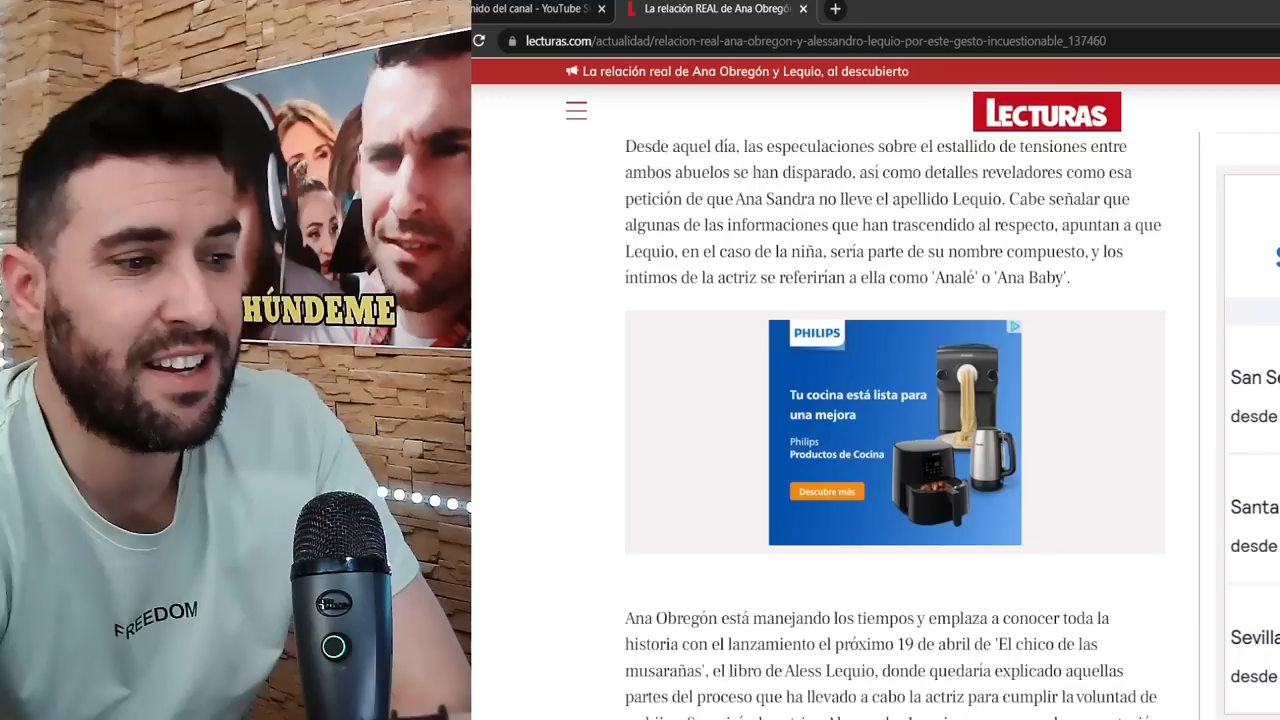 nido del canal - YouTube S
La relación REAL de Ana Obregó
lecturas.com/actualidad/relacion-real-ana-obregon-y-alessandro-lequio-por-este-gesto-incuestionable_137460
La relación real de Ana Obregón y Lequio, al descubierto
LECTURAS
Desde aquel día, las especulaciones sobre el estallido de tensiones entre
ambos abuelos se han disparado, así como detalles reveladores como esa
petición de que Ana Sandra no lleve el apellido Lequio. Cabe señalar que
algunas de las informaciones que han trascendido al respecto, apuntan a que
Lequio, en el caso de la niña, sería parte de su nombre compuesto, y los
íntimos de la actriz se referirían a ella como 'Analé' o 'Ana Baby'.
PHILIPS
Tu cocina está lista para
una mejora
Philips
Productos de Cocina
Descubre más
Ana Obregón está manejando los tiempos y emplaza a conocer toda la
historia con el lanzamiento el próximo 19 de abril de 'El chico de las
musarañas', el libro de Aless Lequio, donde quedaría explicado aquellas
partes del proceso que ha llevado a cabo la actriz para cumplir la voluntad de
San Se
desde
Santa
desde
Sevilla
desde
HÚNDEME
FREEDOM